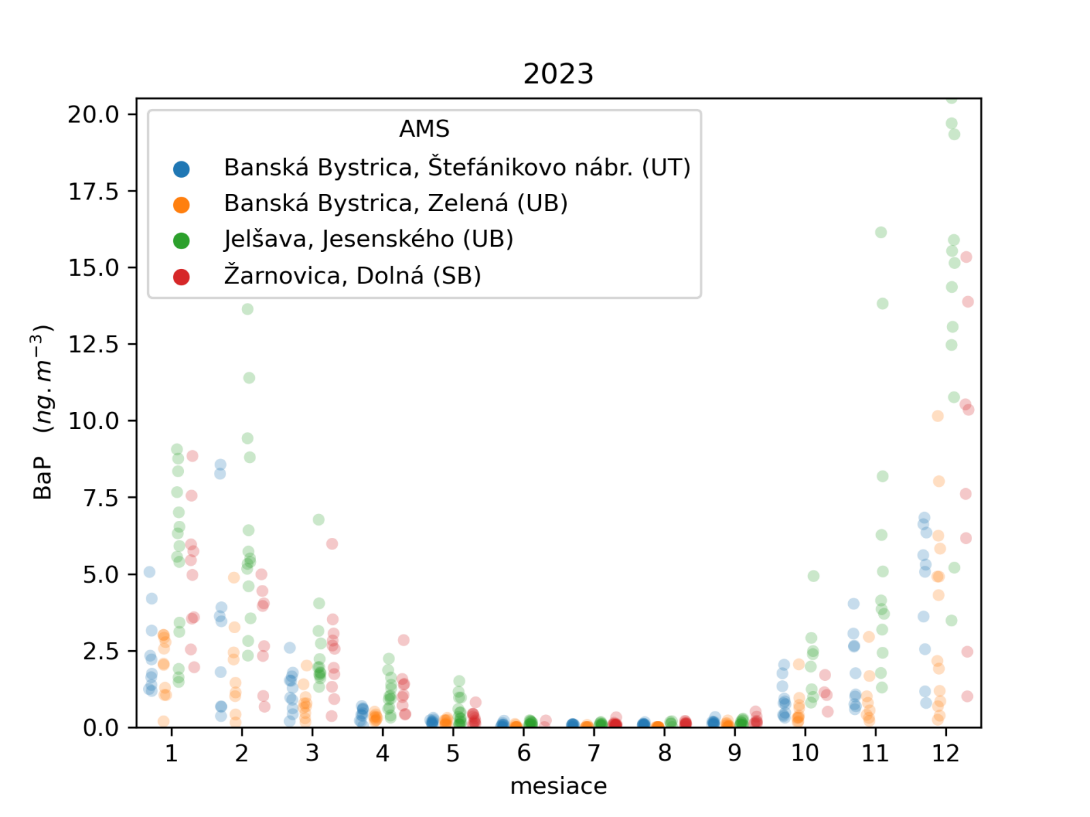 2023
AMS
Banská Bystrica, Štefánikovo nábr. (UT)
Banská Bystrica, Zelená (UB)
Jelšava, Jesenského (UB)
Žarnovica, Dolná (SB)
BaP (ng.m⁻³)
20.0
17.5
15.0
12.5
10.0
7.5
5.0
2.5
0.0
1 2 3 4 5 6 7 8 9 10 11 12
mesiace